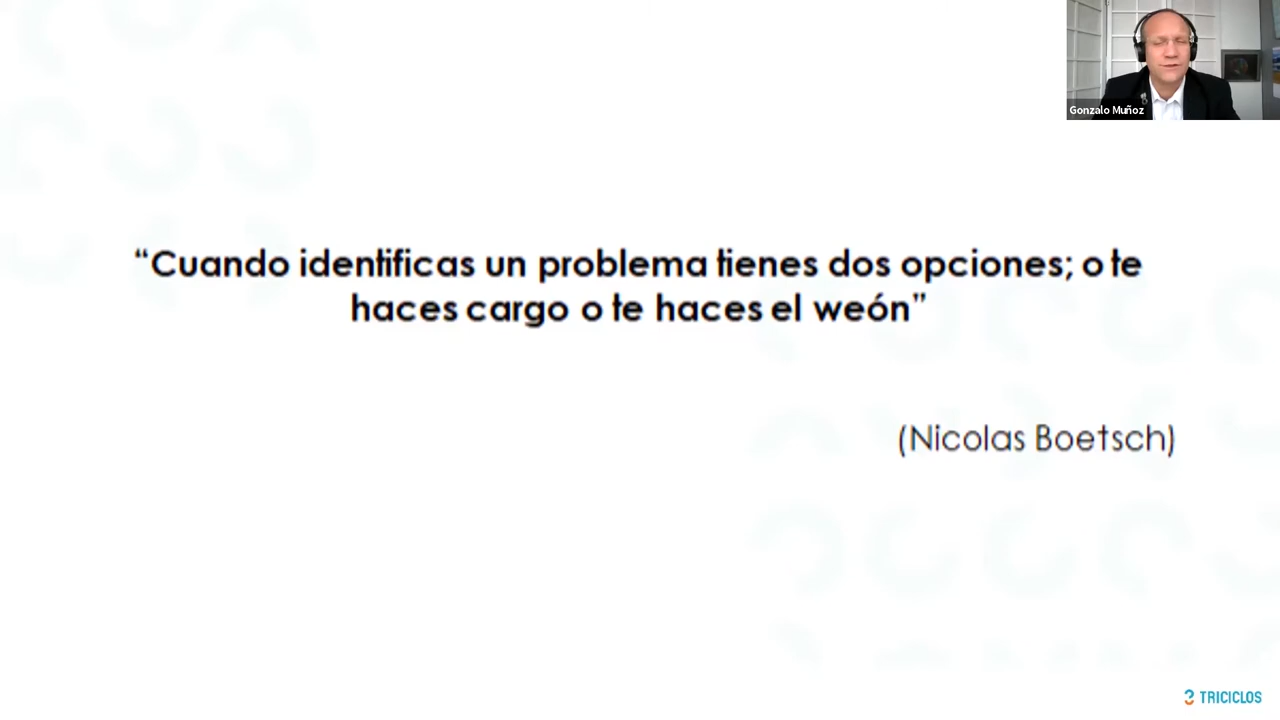 Gonzalo Muñoz
“Cuando identificas un problema tienes dos opciones; o te
haces cargo o te haces el weón”
(Nicolas Boetsch)
TRICICLOS